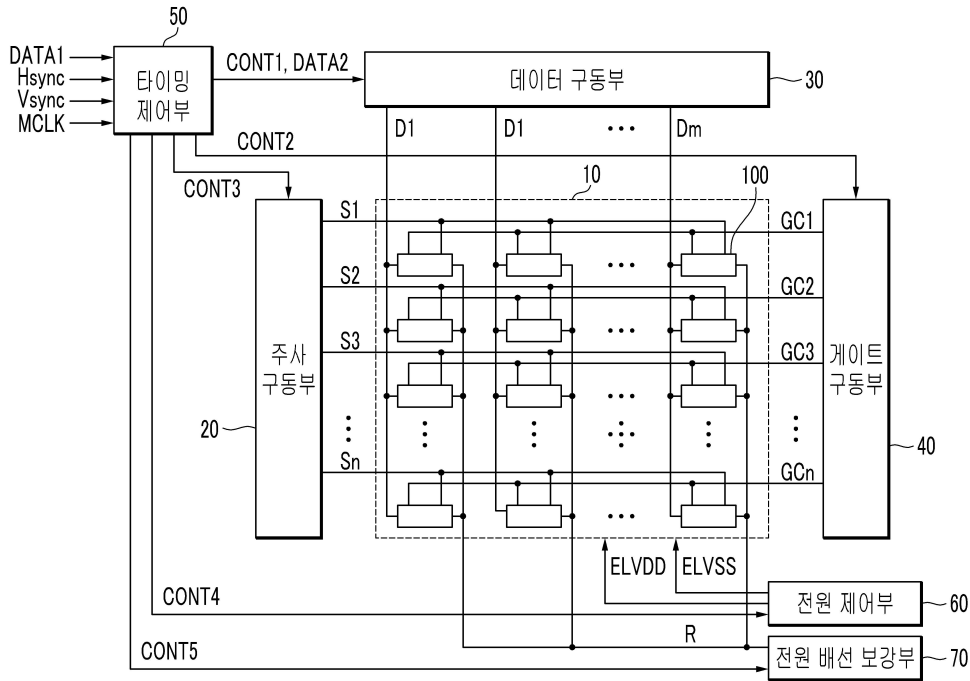 50
DATA1
Hsync
Vsync
MCLK
타이밍
제어부
CONT1, DATA2
데이터 구동부
30
D1
D1
Dm
CONT2
CONT3
10
100
S1
GC1
S2
GC2
S3
GC3
주사
구동부
게이트
구동부
20
40
Sn
GCn
ELVDD
ELVSS
CONT4
전원 제어부
60
R
CONT5
전원 배선 보강부
70